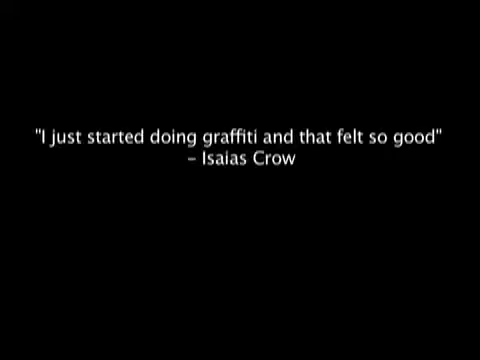 "I just started doing graffiti and that felt so good"
– Isaias Crow